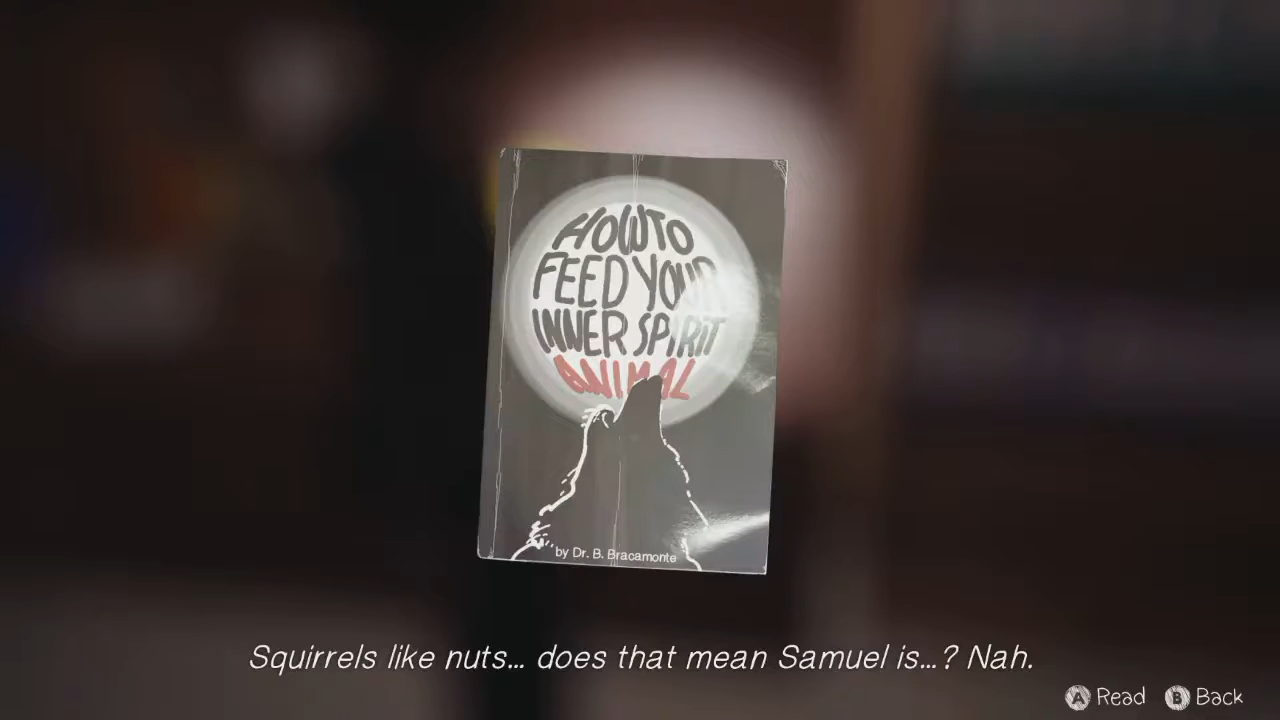 HOW TO
FEED YOUR
INNER SPIRIT
ANIMAL
by Dr. B. Bracamonte
Squirrels like nuts... does that mean Samuel is...? Nah.
A Read B Back